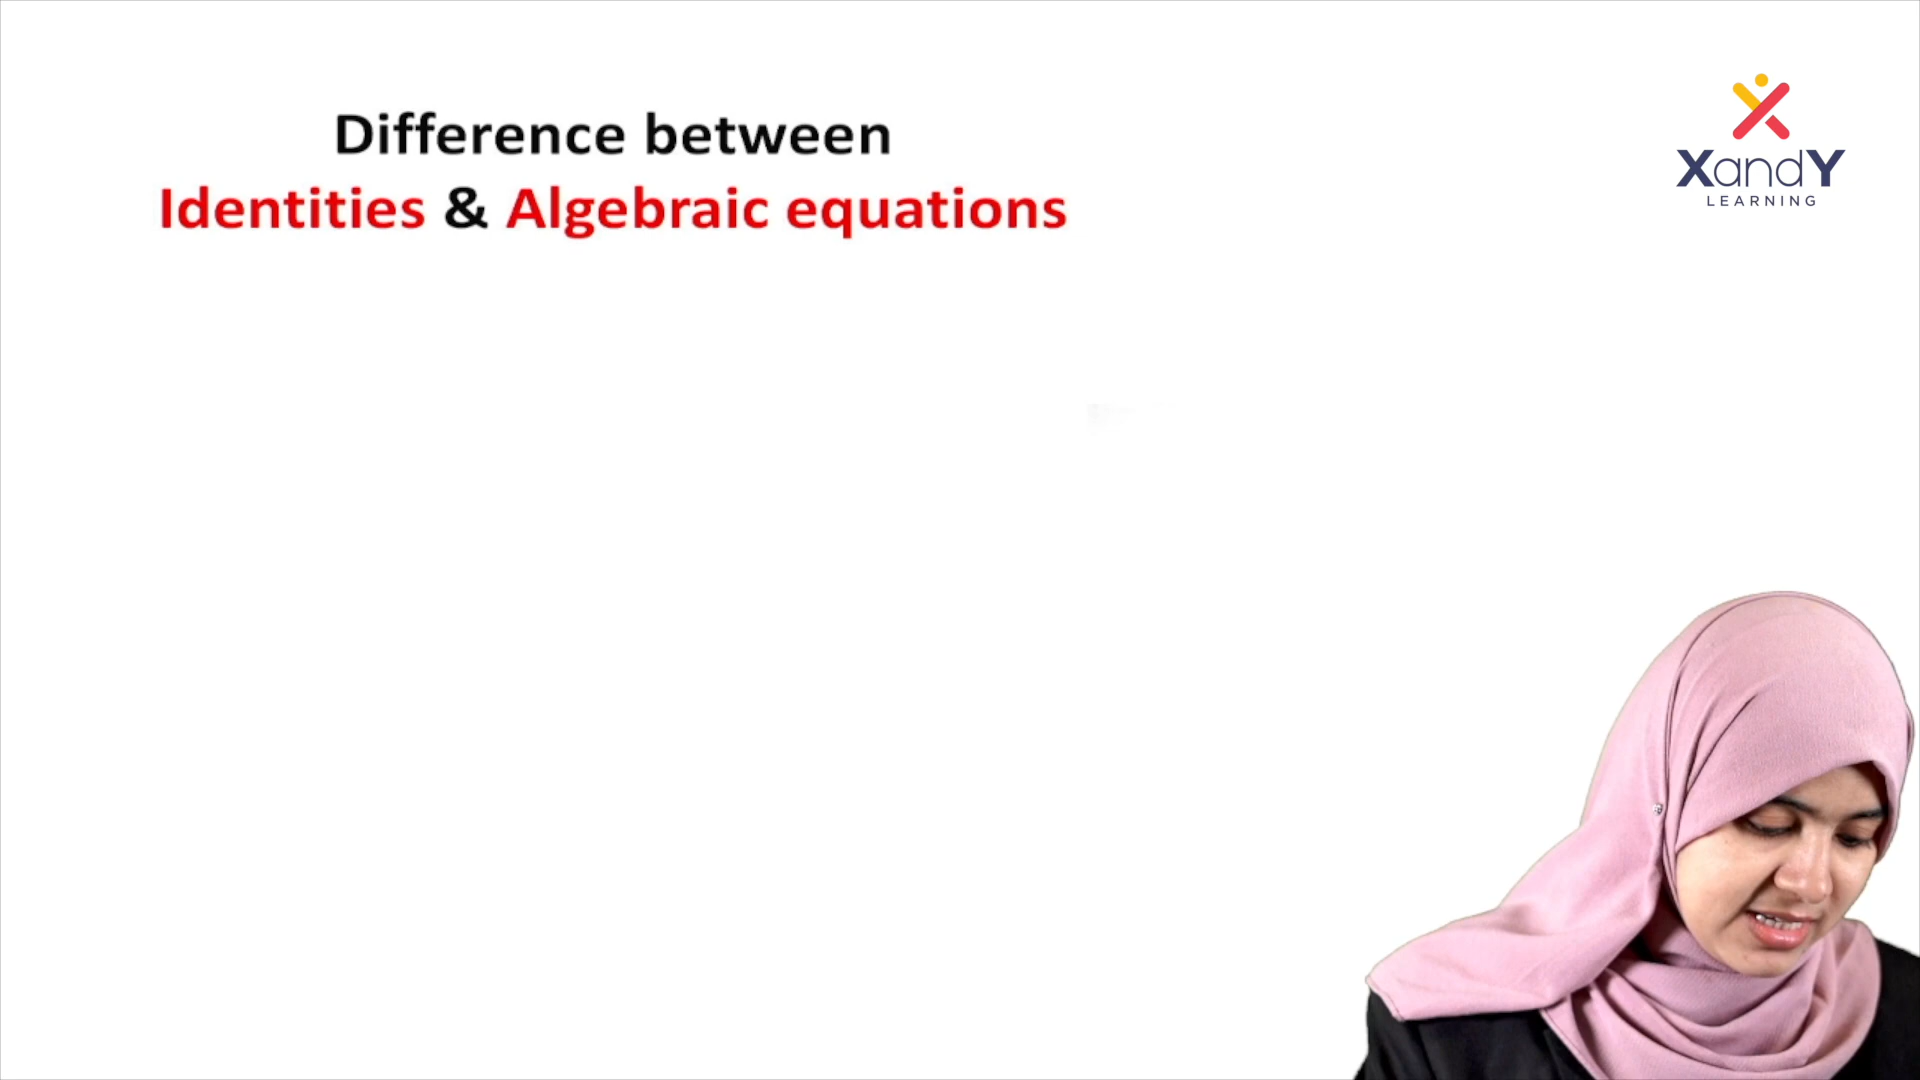 Difference between
Identities & Algebraic equations
XandY
LEARNING